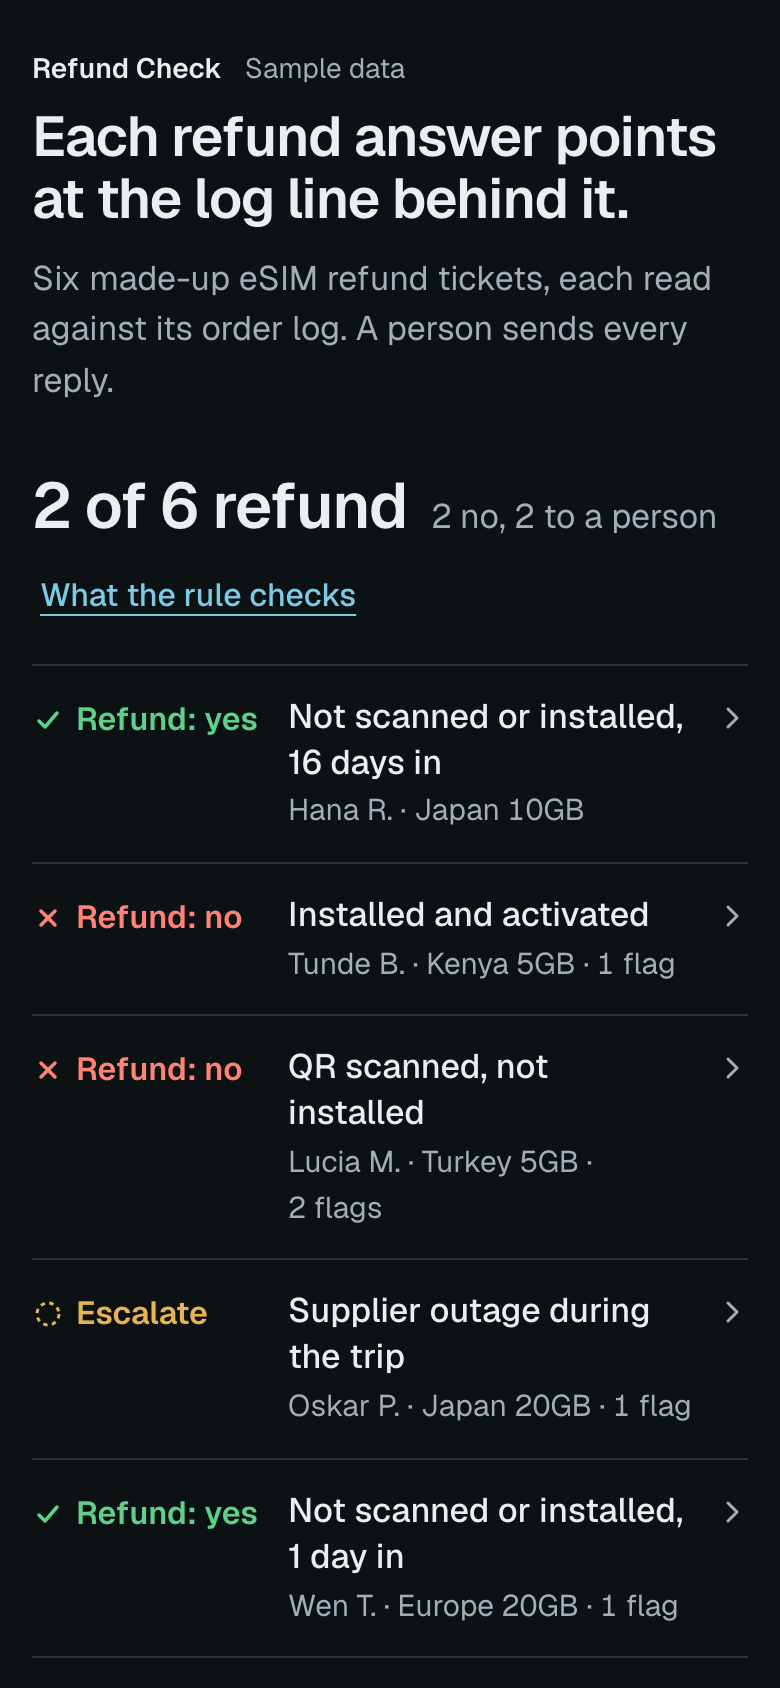 Refund Check Sample data
Each refund answer points
at the log line behind it.
Six made-up eSIM refund tickets, each read
against its order log. A person sends every
reply.
2 of 6 refund 2 no, 2 to a person
What the rule checks
Refund: yes Not scanned or installed,
16 days in
Hana R. · Japan 10GB
Refund: no Installed and activated
Tunde B. · Kenya 5GB · 1 flag
Refund: no QR scanned, not
installed
Lucia M. · Turkey 5GB ·
2 flags
Escalate Supplier outage during
the trip
Oskar P. · Japan 20GB · 1 flag
Refund: yes Not scanned or installed,
1 day in
Wen T. · Europe 20GB · 1 flag